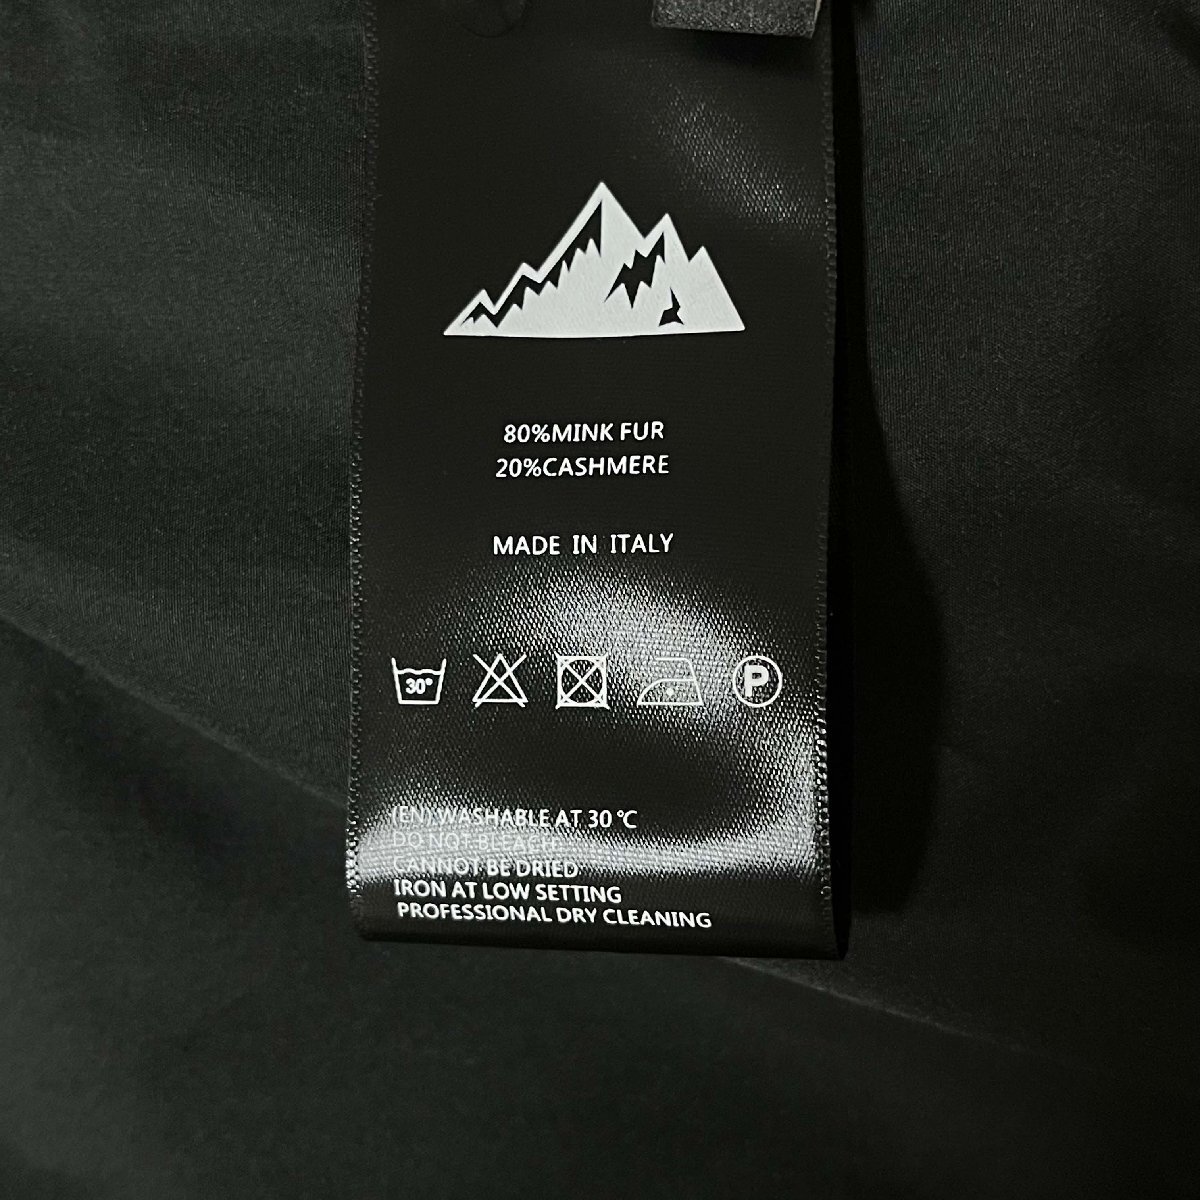 80%MINK FUR
20%CASHMERE
MADE IN ITALY
30° P
(EN) WASHABLE AT 30 ℃
DO NOT BLEACH
CANNOT BE DRIED
IRON AT LOW SETTING
PROFESSIONAL DRY CLEANING